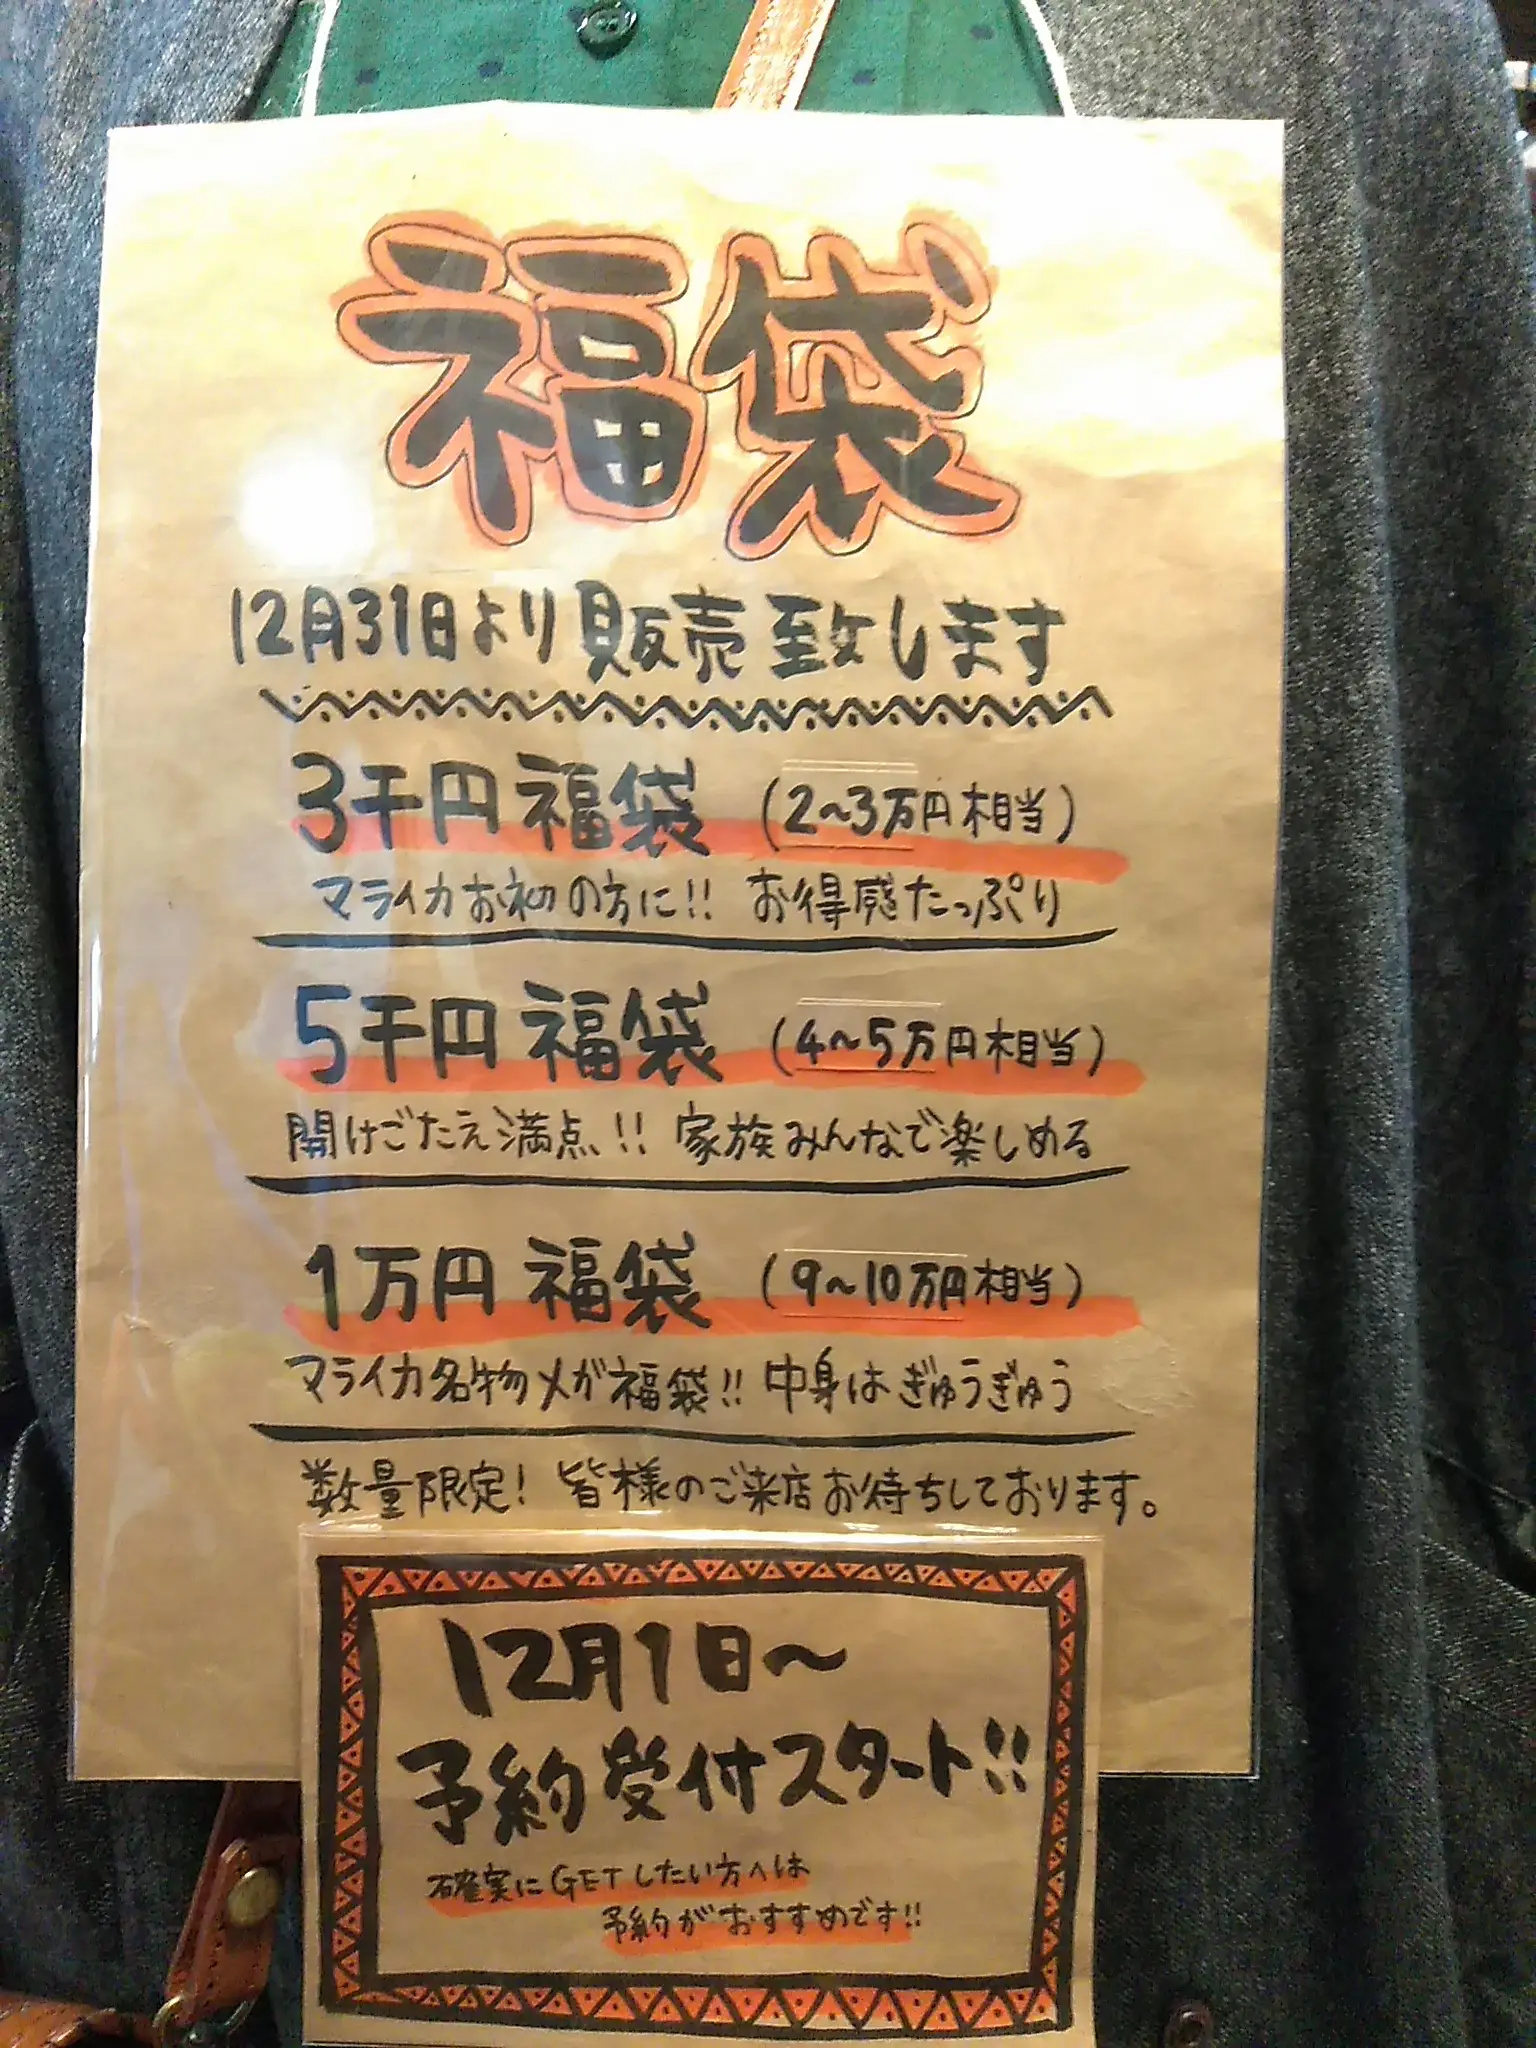 福袋
12月31日より販売致します
3千円福袋 (2~3万円相当)
マライカお初の方に!! お得感たっぷり
5千円福袋 (4~5万円相当)
開けごたえ満点!! 家族みんなで楽しめる
1万円福袋 (9~10万円相当)
マライカ名物メガ福袋!! 中身はぎゅうぎゅう
数量限定! 皆様のご来店お待ちしております。
12月1日~
予約受付スタート!!
確実にGETしたい方へは
予約がおすすめです!!